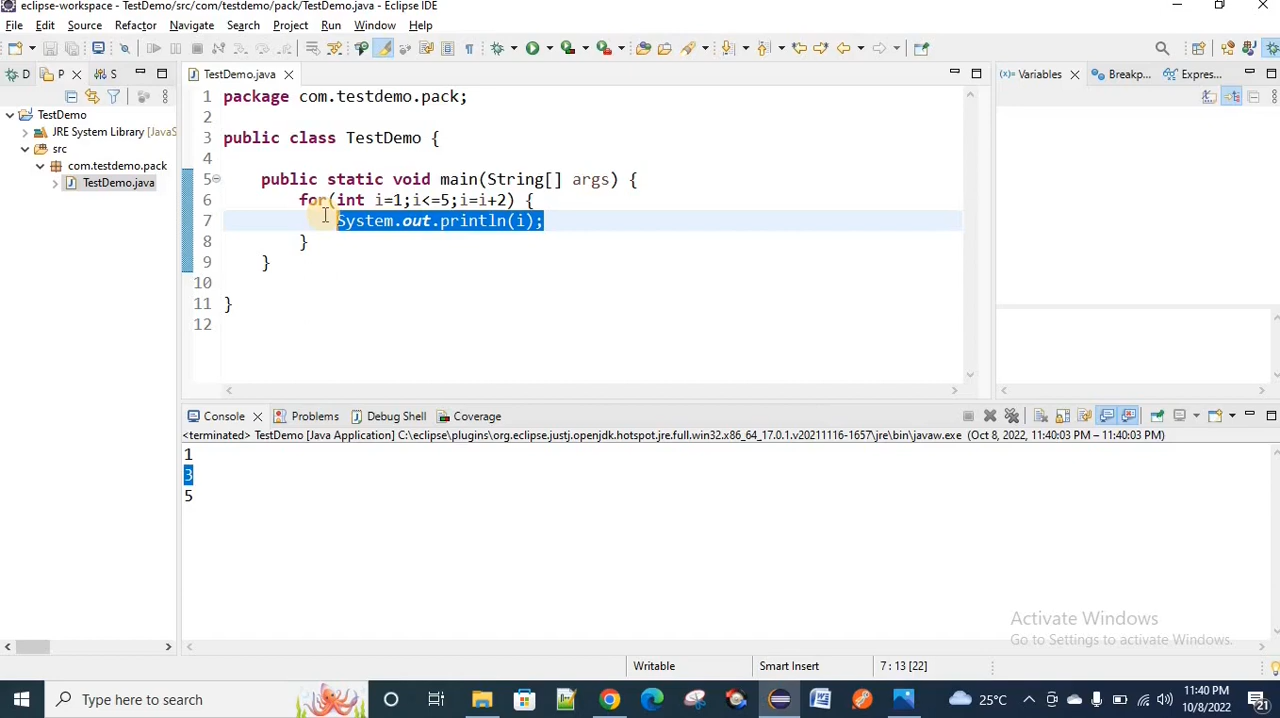 eclipse-workspace - TestDemo/src/com/testdemo/pack/TestDemo.java - Eclipse IDE
File Edit Source Refactor Navigate Search Project Run Window Help
D P S TestDemo.java Variables Breakp... Expres...
TestDemo
JRE System Library [JavaS
src
com.testdemo.pack
TestDemo.java
1 package com.testdemo.pack;
2
3 public class TestDemo {
4
5 public static void main(String[] args) {
6 for(int i=1;i<=5;i=i+2) {
7 System.out.println(i);
8 }
9 }
10
11 }
12
Console Problems Debug Shell Coverage
<terminated> TestDemo [Java Application] C:\eclipse\plugins\org.eclipse.justj.openjdk.hotspot.jre.full.win32.x86_64_17.0.1.v20211116-1657\jre\bin\javaw.exe (Oct 8, 2022, 11:40:03 PM – 11:40:03 PM)
1
3
5
Activate Windows
Go to Settings to activate Windows.
Writable Smart Insert 7 : 13 [22]
Type here to search 25°C 11:40 PM
10/8/2022
21